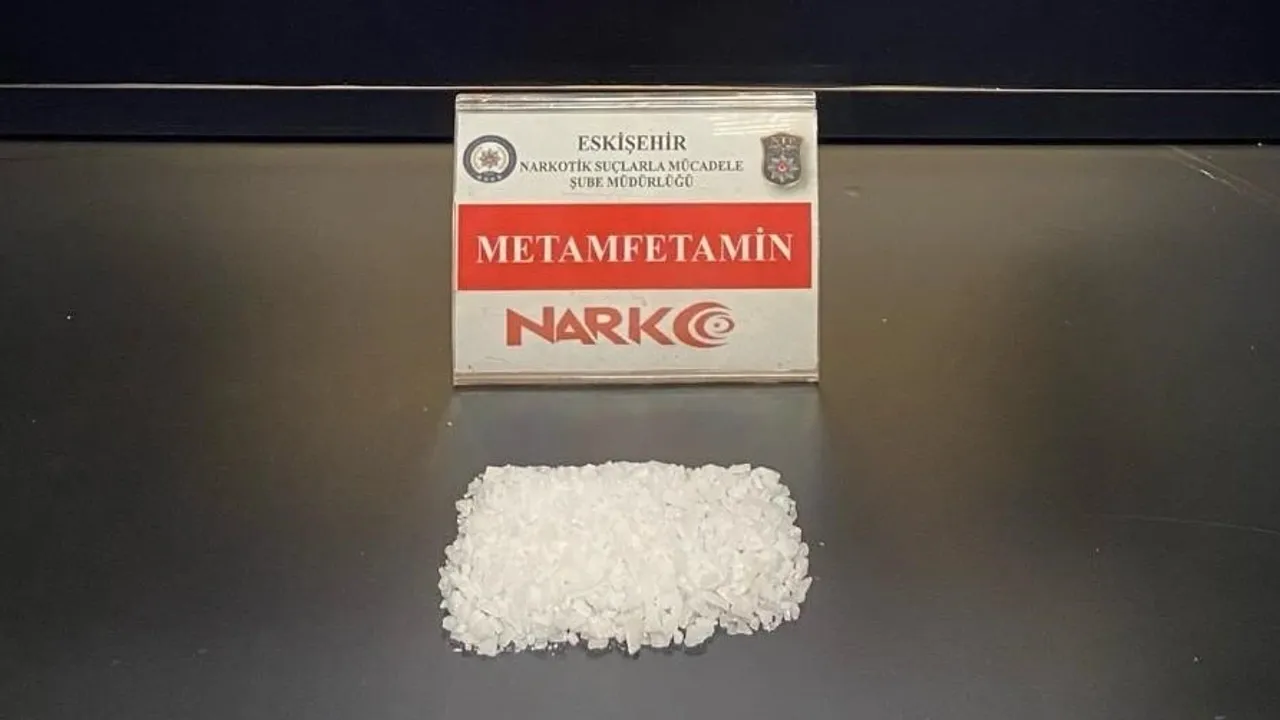 ESKİŞEHİR
NARKOTİK SUÇLARLA MÜCADELE
ŞUBE MÜDÜRLÜĞÜ
METAMFETAMİN
NARKO